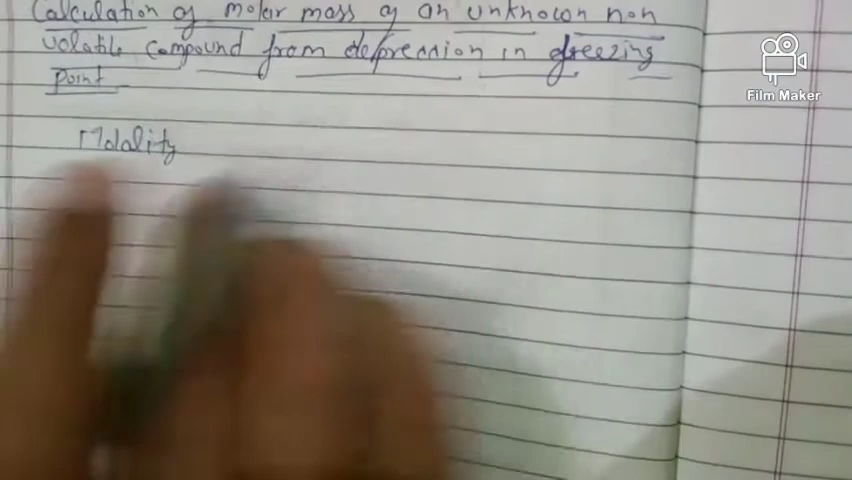 Calculation of molar mass of an unknown non
volatile compound from depression in freezing
Point
Molality
Film Maker